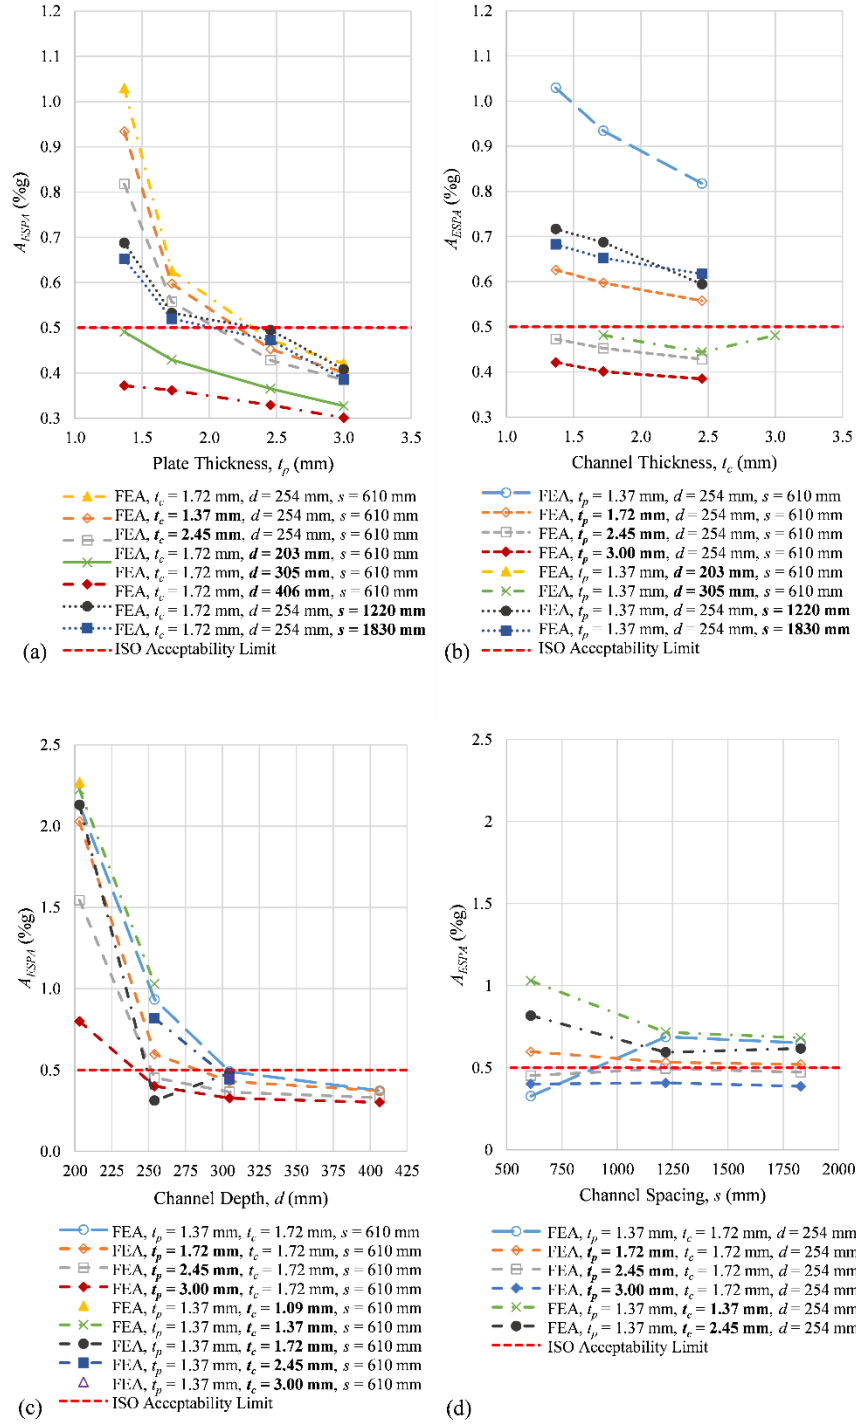 1.2
1.1
1.0
0.9
0.8
0.7
0.6
0.5
0.4
0.3
A_ESPA (%g)
1.0 1.5 2.0 2.5 3.0 3.5
Plate Thickness, t_p (mm)
FEA, t_c = 1.72 mm, d = 254 mm, s = 610 mm
FEA, t_c = 1.37 mm, d = 254 mm, s = 610 mm
FEA, t_c = 2.45 mm, d = 254 mm, s = 610 mm
FEA, t_c = 1.72 mm, d = 203 mm, s = 610 mm
FEA, t_c = 1.72 mm, d = 305 mm, s = 610 mm
FEA, t_c = 1.72 mm, d = 406 mm, s = 610 mm
FEA, t_c = 1.72 mm, d = 254 mm, s = 1220 mm
FEA, t_c = 1.72 mm, d = 254 mm, s = 1830 mm
ISO Acceptability Limit
(a)
1.2
1.1
1.0
0.9
0.8
0.7
0.6
0.5
0.4
0.3
A_ESPA (%g)
1.0 1.5 2.0 2.5 3.0 3.5
Channel Thickness, t_c (mm)
FEA, t_p = 1.37 mm, d = 254 mm, s = 610 mm
FEA, t_p = 1.72 mm, d = 254 mm, s = 610 mm
FEA, t_p = 2.45 mm, d = 254 mm, s = 610 mm
FEA, t_p = 3.00 mm, d = 254 mm, s = 610 mm
FEA, t_p = 1.37 mm, d = 203 mm, s = 610 mm
FEA, t_p = 1.37 mm, d = 305 mm, s = 610 mm
FEA, t_p = 1.37 mm, d = 254 mm, s = 1220 mm
FEA, t_p = 1.37 mm, d = 254 mm, s = 1830 mm
ISO Acceptability Limit
(b)
2.5
2.0
1.5
1.0
0.5
0.0
A_ESPA (%g)
200 225 250 275 300 325 350 375 400 425
Channel Depth, d (mm)
FEA, t_p = 1.37 mm, t_c = 1.72 mm, s = 610 mm
FEA, t_p = 1.72 mm, t_c = 1.72 mm, s = 610 mm
FEA, t_p = 2.45 mm, t_c = 1.72 mm, s = 610 mm
FEA, t_p = 3.00 mm, t_c = 1.72 mm, s = 610 mm
FEA, t_p = 1.37 mm, t_c = 1.09 mm, s = 610 mm
FEA, t_p = 1.37 mm, t_c = 1.37 mm, s = 610 mm
FEA, t_p = 1.37 mm, t_c = 1.72 mm, s = 610 mm
FEA, t_p = 1.37 mm, t_c = 2.45 mm, s = 610 mm
FEA, t_p = 1.37 mm, t_c = 3.00 mm, s = 610 mm
ISO Acceptability Limit
(c)
2.5
2
1.5
1
0.5
0
A_ESPA (%g)
500 750 1000 1250 1500 1750 2000
Channel Spacing, s (mm)
FEA, t_p = 1.37 mm, t_c = 1.72 mm, d = 254 mm
FEA, t_p = 1.72 mm, t_c = 1.72 mm, d = 254 mm
FEA, t_p = 2.45 mm, t_c = 1.72 mm, d = 254 mm
FEA, t_p = 3.00 mm, t_c = 1.72 mm, d = 254 mm
FEA, t_p = 1.37 mm, t_c = 1.37 mm, d = 254 mm
FEA, t_p = 1.37 mm, t_c = 2.45 mm, d = 254 mm
ISO Acceptability Limit
(d)